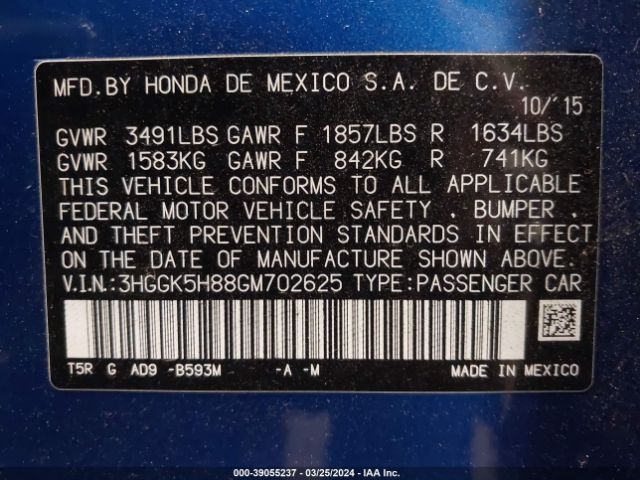 MFD.BY HONDA DE MEXICO S.A. DE C.V.
10/'15
GVWR 3491LBS GAWR F 1857LBS R 1634LBS
GVWR 1583KG GAWR F 842KG R 741KG
THIS VEHICLE CONFORMS TO ALL APPLICABLE
FEDERAL MOTOR VEHICLE SAFETY . BUMPER .
AND THEFT PREVENTION STANDARDS IN EFFECT
ON THE DATE OF MANUFACTURE SHOWN ABOVE.
V.I.N.:3HGGK5H88GM702625 TYPE:PASSENGER CAR
T5R G AD9 -B593M -A -M MADE IN MEXICO
000-39055237 - 03/25/2024 - IAA Inc.